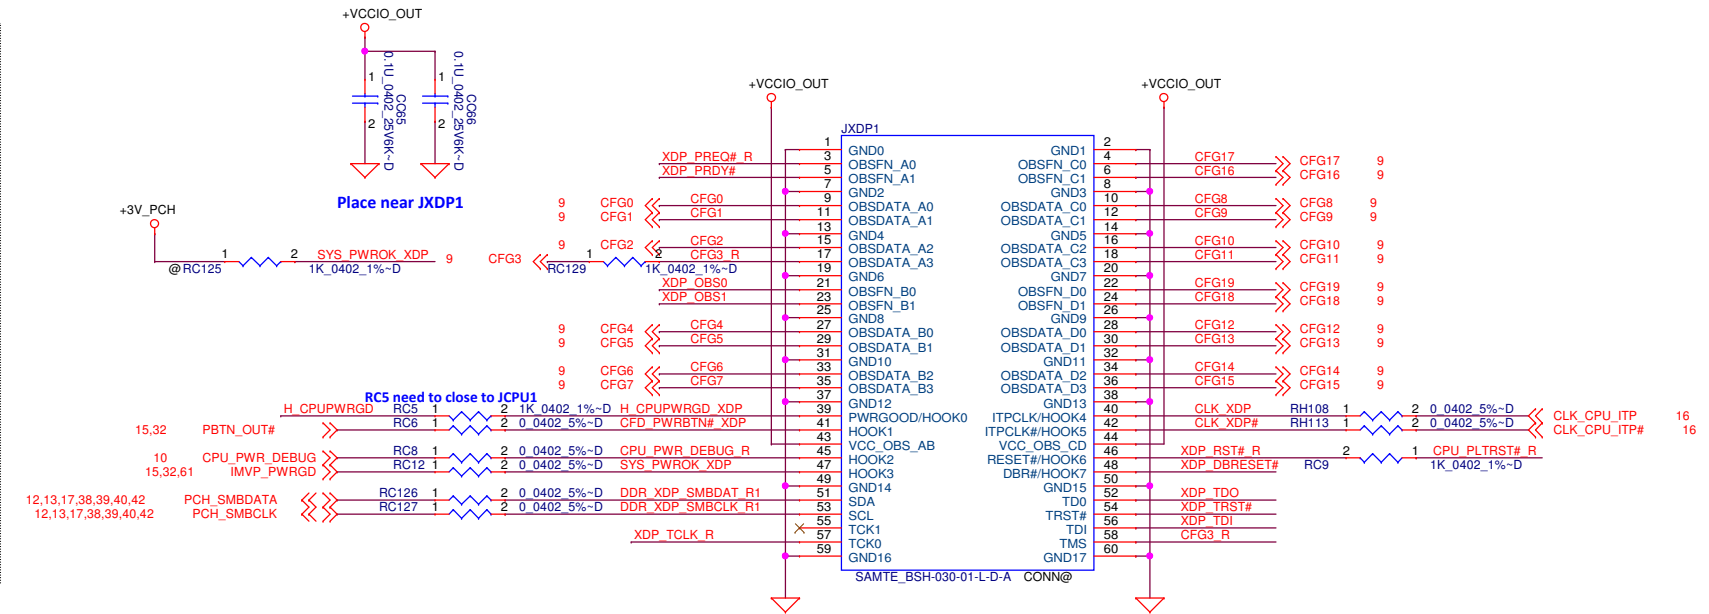 +VCCIO_OUT
1 1
0.1U_0402_25V6K~D
CC65
0.1U_0402_25V6K~D
CC66
2 2
Place near JXDP1
+3V_PCH
@RC125 1 2 SYS_PWROK_XDP
1K_0402_1%~D
+VCCIO_OUT +VCCIO_OUT
JXDP1
1 GND0 GND1 2
XDP_PREQ#_R 3 OBSFN_A0 OBSFN_C0 4 CFG17 CFG17 9
XDP_PRDY# 5 OBSFN_A1 OBSFN_C1 6 CFG16 CFG16 9
7 GND2 GND3 8
9 CFG0 CFG0 9 OBSDATA_A0 OBSDATA_C0 10 CFG8 CFG8 9
9 CFG1 CFG1 11 OBSDATA_A1 OBSDATA_C1 12 CFG9 CFG9 9
13 GND4 GND5 14
9 CFG2 CFG2 15 OBSDATA_A2 OBSDATA_C2 16 CFG10 CFG10 9
9 CFG3 RC129 1 2 1K_0402_1%~D CFG3_R 17 OBSDATA_A3 OBSDATA_C3 18 CFG11 CFG11 9
19 GND6 GND7 20
XDP_OBS0 21 OBSFN_B0 OBSFN_D0 22 CFG19 CFG19 9
XDP_OBS1 23 OBSFN_B1 OBSFN_D1 24 CFG18 CFG18 9
25 GND8 GND9 26
9 CFG4 CFG4 27 OBSDATA_B0 OBSDATA_D0 28 CFG12 CFG12 9
9 CFG5 CFG5 29 OBSDATA_B1 OBSDATA_D1 30 CFG13 CFG13 9
31 GND10 GND11 32
9 CFG6 CFG6 33 OBSDATA_B2 OBSDATA_D2 34 CFG14 CFG14 9
9 CFG7 CFG7 35 OBSDATA_B3 OBSDATA_D3 36 CFG15 CFG15 9
RC5 need to close to JCPU1
37 GND12 GND13 38
H_CPUPWRGD RC5 1 2 1K_0402_1%~D H_CPUPWRGD_XDP 39 PWRGOOD/HOOK0 ITPCLK/HOOK4 40 CLK_XDP RH108 1 2 0_0402_5%~D CLK_CPU_ITP 16
15,32 PBTN_OUT# RC6 1 2 0_0402_5%~D CFD_PWRBTN#_XDP 41 HOOK1 ITPCLK#/HOOK5 42 CLK_XDP# RH113 1 2 0_0402_5%~D CLK_CPU_ITP# 16
43 VCC_OBS_AB VCC_OBS_CD 44
10 CPU_PWR_DEBUG RC8 1 2 0_0402_5%~D CPU_PWR_DEBUG_R 45 HOOK2 RESET#/HOOK6 46 XDP_RST#_R 2 1 CPU_PLTRST#_R
15,32,61 IMVP_PWRGD RC12 1 2 0_0402_5%~D SYS_PWROK_XDP 47 HOOK3 DBR#/HOOK7 48 XDP_DBRESET# RC9 1K_0402_1%~D
49 GND14 GND15 50
12,13,17,38,39,40,42 PCH_SMBDATA RC126 1 2 0_0402_5%~D DDR_XDP_SMBDAT_R1 51 SDA TD0 52 XDP_TDO
12,13,17,38,39,40,42 PCH_SMBCLK RC127 1 2 0_0402_5%~D DDR_XDP_SMBCLK_R1 53 SCL TRST# 54 XDP_TRST#
55 TCK1 TDI 56 XDP_TDI
XDP_TCLK_R 57 TCK0 TMS 58 CFG3_R
59 GND16 GND17 60
SAMTE_BSH-030-01-L-D-A CONN@